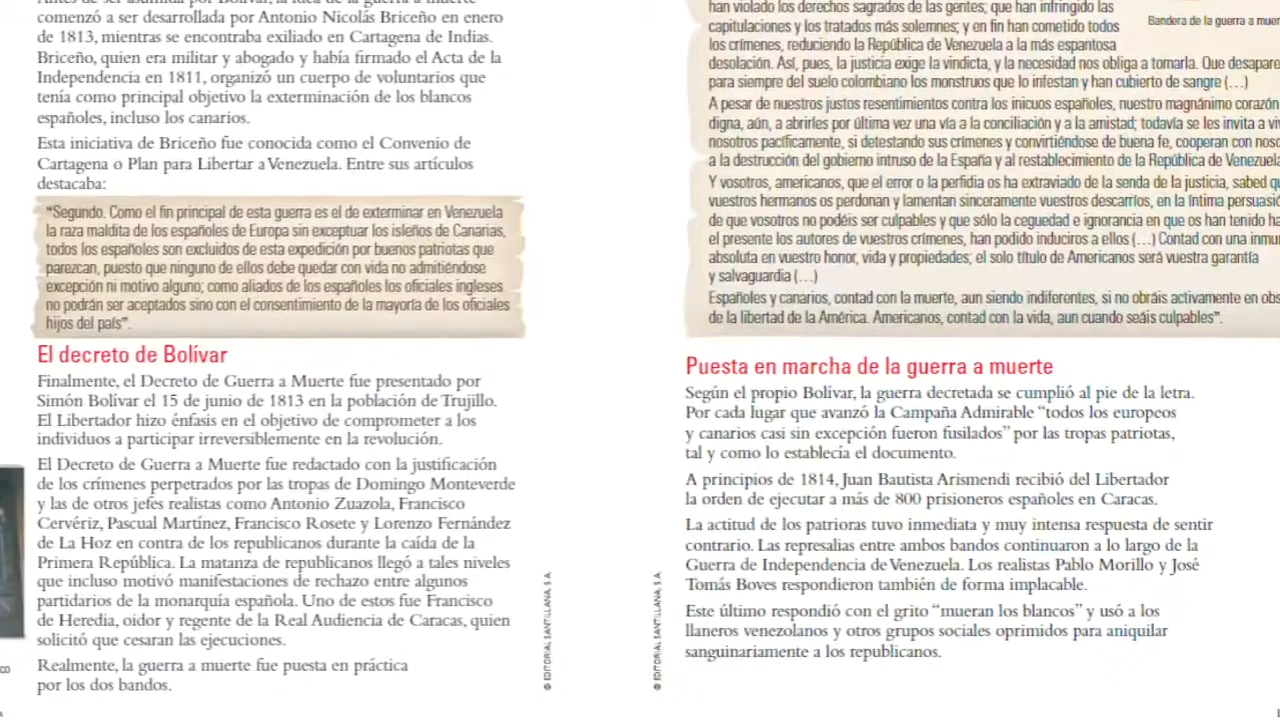 comenzó a ser desarrollada por Antonio Nicolás Briceño en enero
de 1813, mientras se encontraba exiliado en Cartagena de Indias.
Briceño, quien era militar y abogado y había firmado el Acta de la
Independencia en 1811, organizó un cuerpo de voluntarios que
tenía como principal objetivo la exterminación de los blancos
españoles, incluso los canarios.
Esta iniciativa de Briceño fue conocida como el Convenio de
Cartagena o Plan para Libertar a Venezuela. Entre sus artículos
destacaba:
"Segundo. Como el fin principal de esta guerra es el de exterminar en Venezuela
la raza maldita de los españoles de Europa sin exceptuar los isleños de Canarias,
todos los españoles son excluidos de esta expedición por buenos patriotas que
parezcan, puesto que ninguno de ellos debe quedar con vida no admitiéndose
excepción ni motivo alguno; como aliados de los españoles los oficiales ingleses
no podrán ser aceptados sino con el consentimiento de la mayoría de los oficiales
hijos del país".
El decreto de Bolívar
Finalmente, el Decreto de Guerra a Muerte fue presentado por
Simón Bolívar el 15 de junio de 1813 en la población de Trujillo.
El Libertador hizo énfasis en el objetivo de comprometer a los
individuos a participar irreversiblemente en la revolución.
El Decreto de Guerra a Muerte fue redactado con la justificación
de los crímenes perpetrados por las tropas de Domingo Monteverde
y las de otros jefes realistas como Antonio Zuazola, Francisco
Cervériz, Pascual Martínez, Francisco Rosete y Lorenzo Fernández
de La Hoz en contra de los republicanos durante la caída de la
Primera República. La matanza de republicanos llegó a tales niveles
que incluso motivó manifestaciones de rechazo entre algunos
partidarios de la monarquía española. Uno de estos fue Francisco
de Heredia, oidor y regente de la Real Audiencia de Caracas, quien
solicitó que cesaran las ejecuciones.
Realmente, la guerra a muerte fue puesta en práctica
por los dos bandos.
© EDITORIAL SANTILLANA, S.A.
han violado los derechos sagrados de las gentes; que han infringido las
capitulaciones y los tratados más solemnes; y en fin han cometido todos
los crímenes, reduciendo la República de Venezuela a la más espantosa
desolación. Así, pues, la justicia exige la vindicta, y la necesidad nos obliga a tomarla. Que desapare
para siempre del suelo colombiano los monstruos que lo infestan y han cubierto de sangre (…)
A pesar de nuestros justos resentimientos contra los inicuos españoles, nuestro magnánimo corazón
digna, aún, a abrirles por última vez una vía a la conciliación y a la amistad; todavía se les invita a vi
nosotros pacíficamente, si detestando sus crímenes y convirtiéndose de buena fe, cooperan con noso
a la destrucción del gobierno intruso de la España y al restablecimiento de la República de Venezuela
Y vosotros, americanos, que el error o la perfidia os ha extraviado de la senda de la justicia, sabed qu
vuestros hermanos os perdonan y lamentan sinceramente vuestros descarríos, en la íntima persuasió
de que vosotros no podéis ser culpables y que sólo la ceguedad e ignorancia en que os han tenido ha
el presente los autores de vuestros crímenes, han podido induciros a ellos (…) Contad con una inmu
absoluta en vuestro honor, vida y propiedades; el solo título de Americanos será vuestra garantía
y salvaguardia (…)
Españoles y canarios, contad con la muerte, aun siendo indiferentes, si no obráis activamente en obs
de la libertad de la América. Americanos, contad con la vida, aun cuando seáis culpables".
Bandera de la guerra a muer
Puesta en marcha de la guerra a muerte
Según el propio Bolívar, la guerra decretada se cumplió al pie de la letra.
Por cada lugar que avanzó la Campaña Admirable "todos los europeos
y canarios casi sin excepción fueron fusilados" por las tropas patriotas,
tal y como lo establecía el documento.
A principios de 1814, Juan Bautista Arismendi recibió del Libertador
la orden de ejecutar a más de 800 prisioneros españoles en Caracas.
La actitud de los patrioras tuvo inmediata y muy intensa respuesta de sentir
contrario. Las represalias entre ambos bandos continuaron a lo largo de la
Guerra de Independencia de Venezuela. Los realistas Pablo Morillo y José
Tomás Boves respondieron también de forma implacable.
Este último respondió con el grito "mueran los blancos" y usó a los
llaneros venezolanos y otros grupos sociales oprimidos para aniquilar
sanguinariamente a los republicanos.
© EDITORIAL SANTILLANA, S.A.